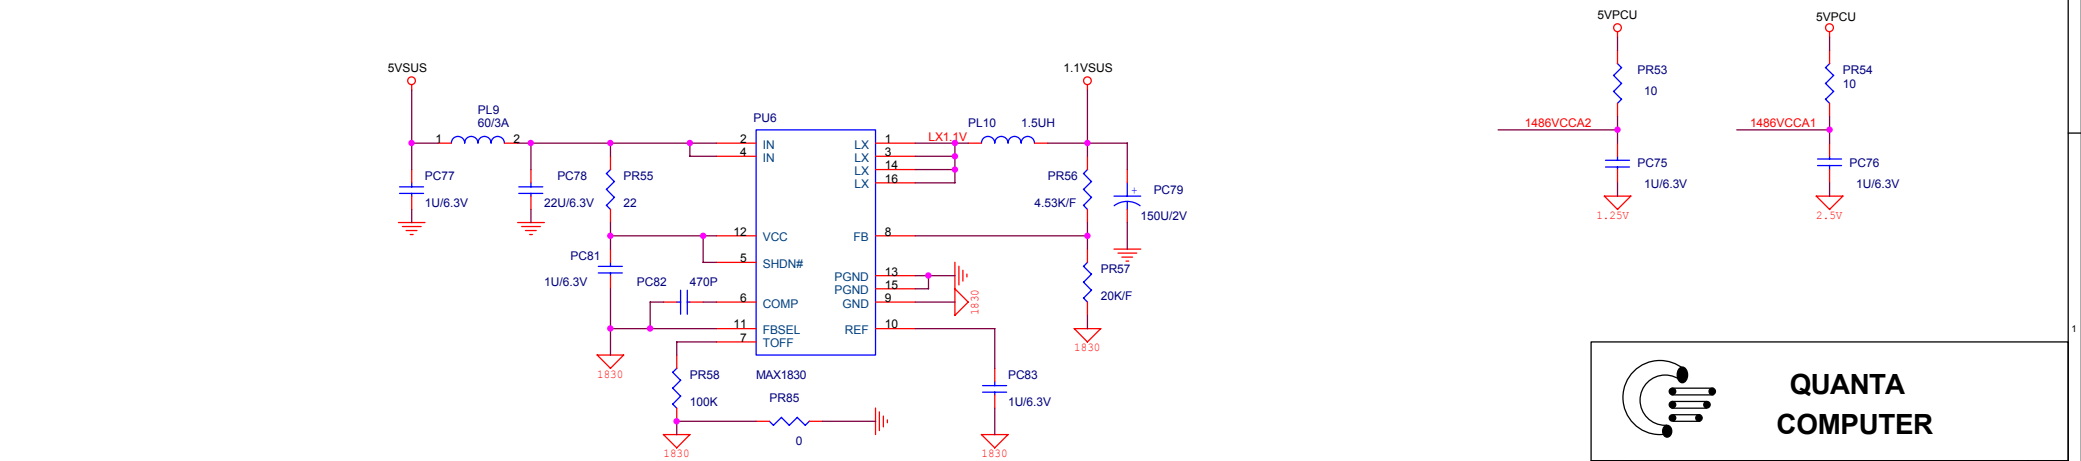 5VPCU
5VPCU
5VSUS
1.1VSUS
PR53
10
PR54
10
PL9
60/3A
PU6
PL10
1.5UH
1486VCCA2
1486VCCA1
1
2
2
IN
4
IN
LX
1
LX1.1V
LX
3
LX
14
LX
16
PC77
1U/6.3V
PC78
22U/6.3V
PR55
22
PR56
4.53K/F
+
PC79
150U/2V
PC75
1U/6.3V
PC76
1U/6.3V
1.25V
2.5V
12
VCC
FB
8
5
SHDN#
PC81
1U/6.3V
PC82
470P
6
COMP
PGND
13
PGND
15
GND
9
1830
PR57
20K/F
11
FBSEL
REF
10
7
TOFF
1830
1830
1
PR58
100K
MAX1830
PR85
0
PC83
1U/6.3V
1830
1830
QUANTA
COMPUTER